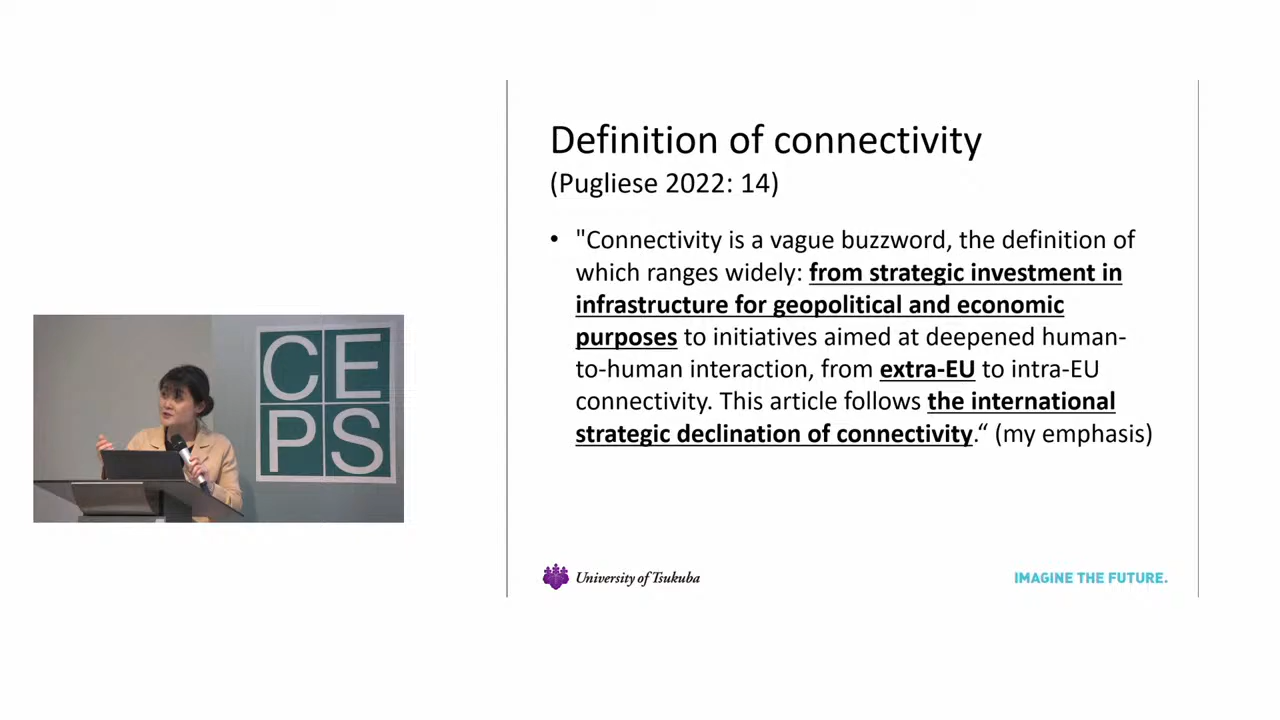 Definition of connectivity
(Pugliese 2022: 14)
• "Connectivity is a vague buzzword, the definition of
which ranges widely: from strategic investment in
infrastructure for geopolitical and economic
purposes to initiatives aimed at deepened human-
to-human interaction, from extra-EU to intra-EU
connectivity. This article follows the international
strategic declination of connectivity.“ (my emphasis)
CE
PS
University of Tsukuba
IMAGINE THE FUTURE.